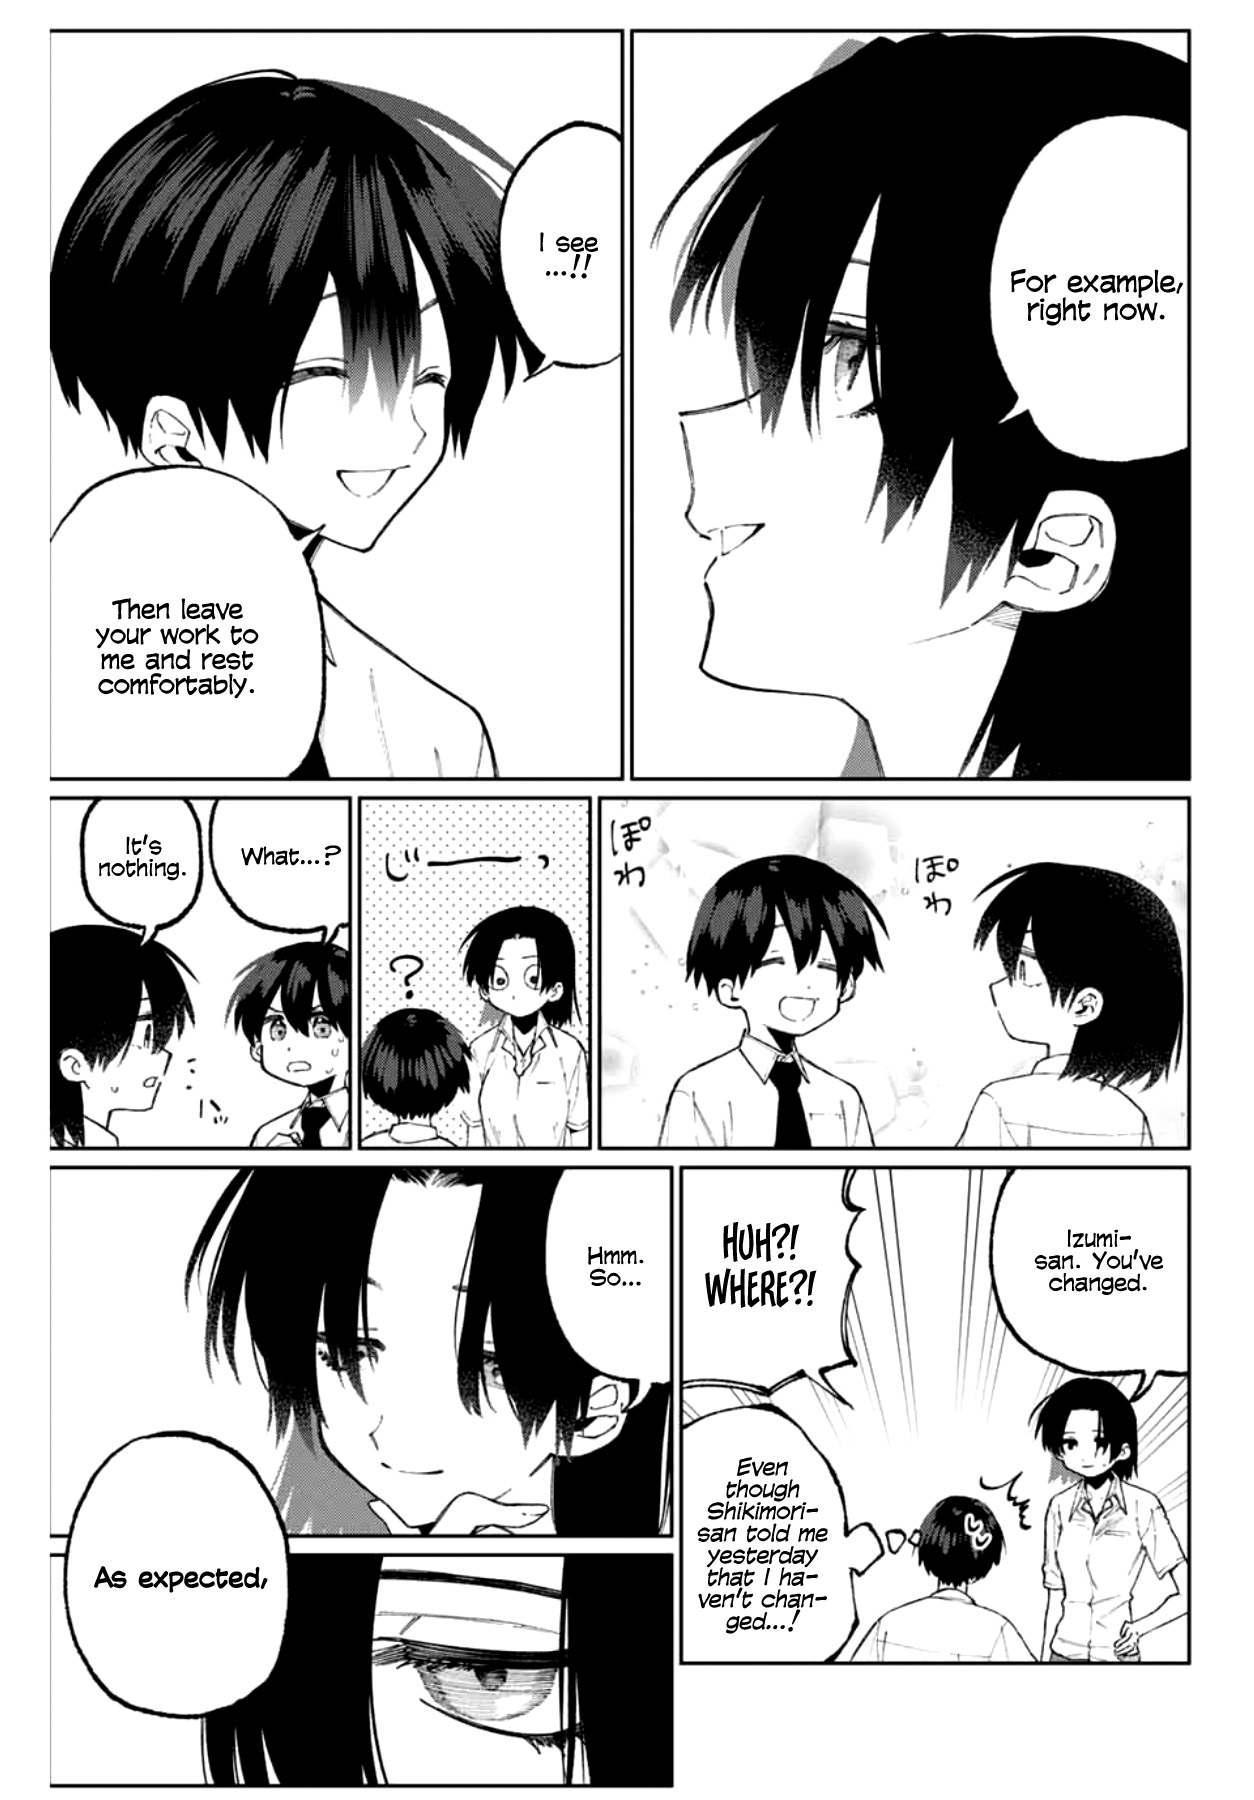 For example,
right now.
I see
...!!
Then leave
your work to
me and rest
comfortably.
ぽわ
ぽわ
じーーっ
?
What...?
It's
nothing.
Izumi-
san. You've
changed.
HUH?!
WHERE?!
Even
though
Shikimori-
san told me
yesterday
that I ha-
ven't chan-
ged...!
Hmm.
So...
As expected,